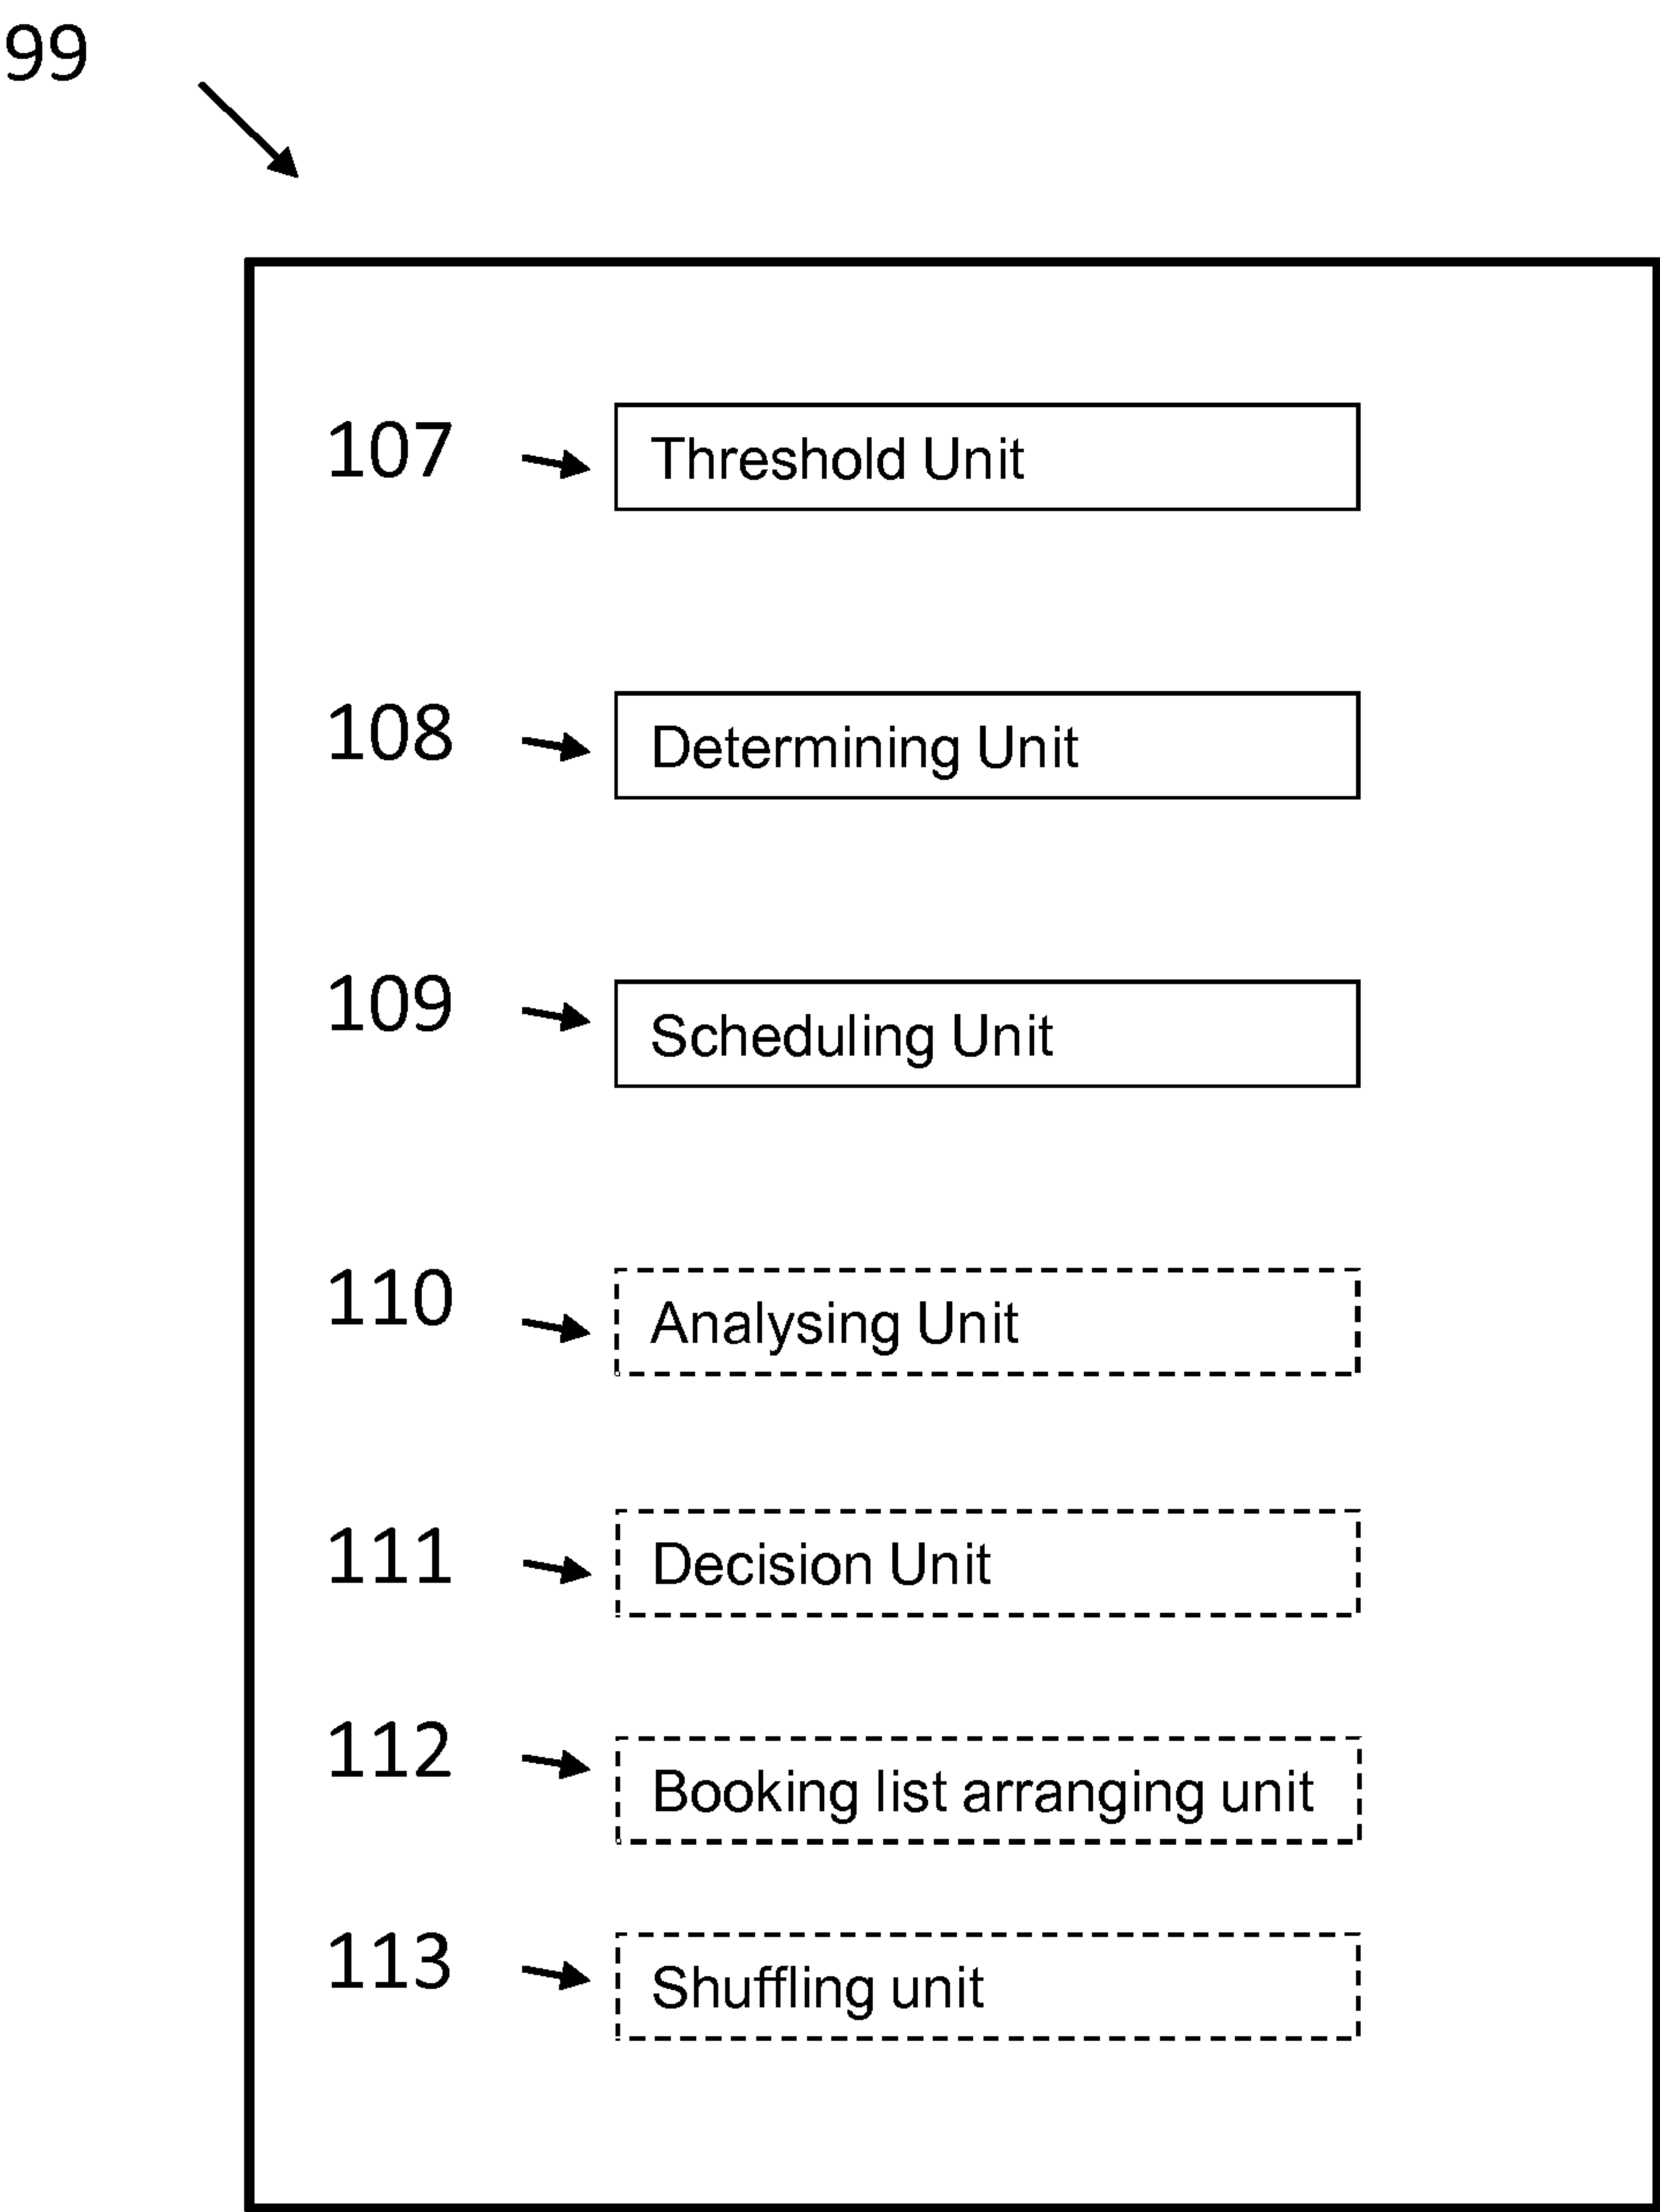 99
107 Threshold Unit
108 Determining Unit
109 Scheduling Unit
110 Analysing Unit
111 Decision Unit
112 Booking list arranging unit
113 Shuffling unit